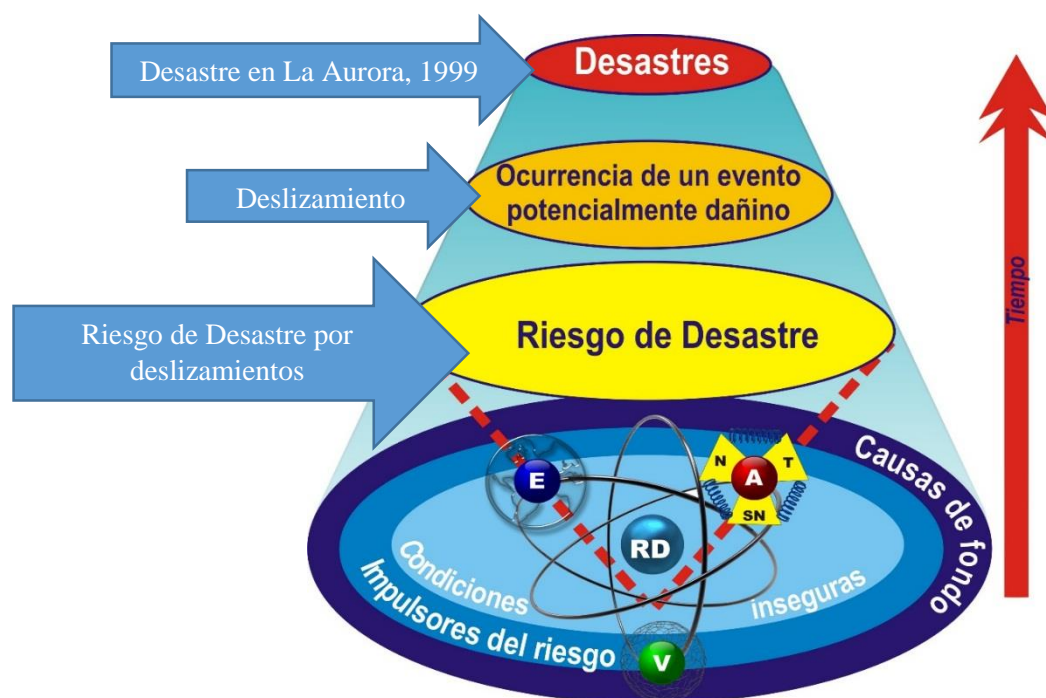 Desastre en La Aurora, 1999
Desastres
Deslizamiento
Ocurrencia de un evento
potencialmente dañino
Riesgo de Desastre por
deslizamientos
Riesgo de Desastre
Tiempo
E
N
A
T
SN
RD
V
Condiciones inseguras
Impulsores del riesgo
Causas de fondo